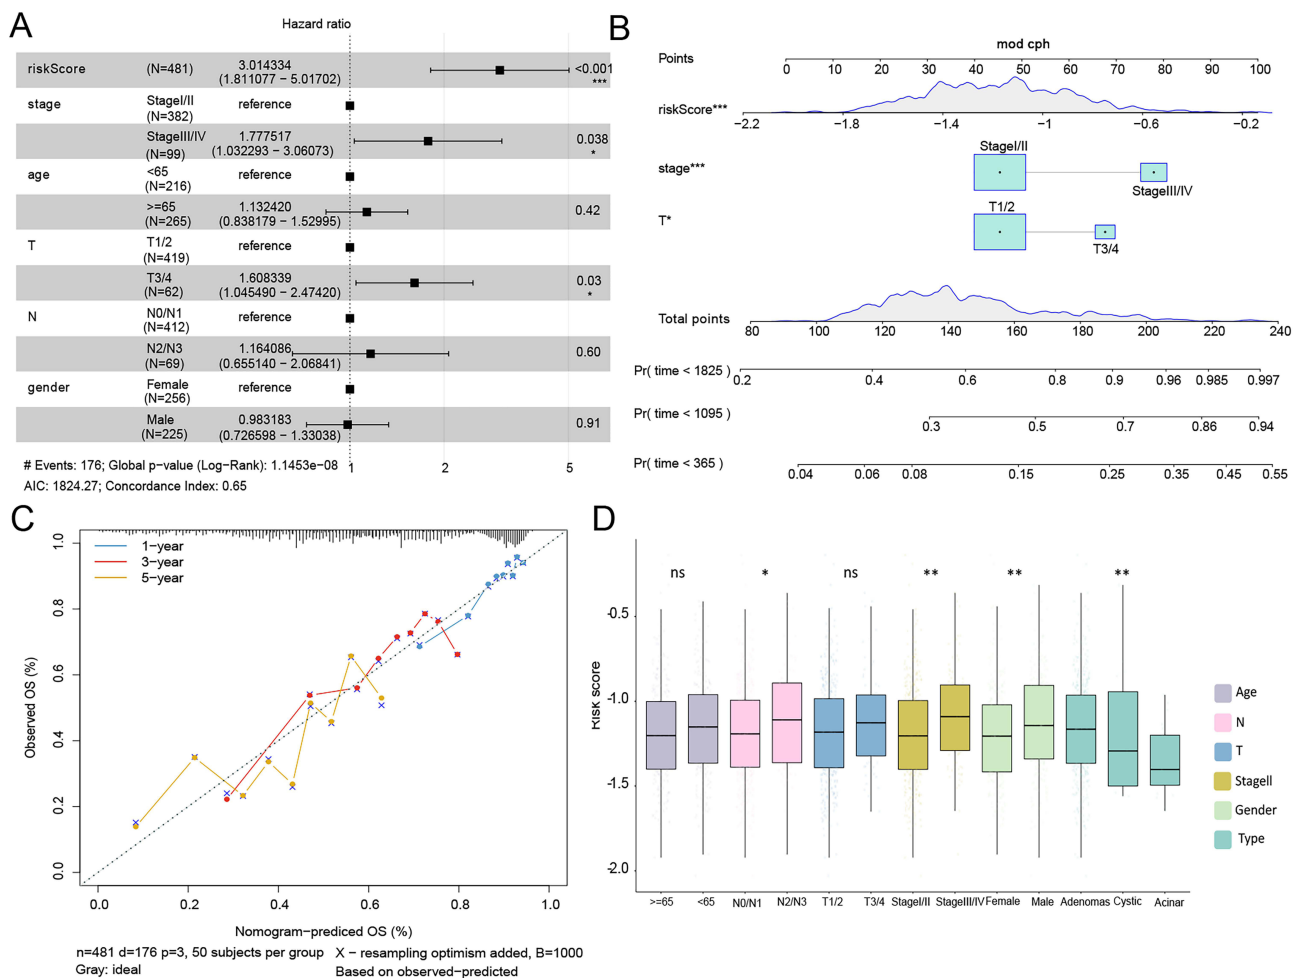 A
Hazard ratio
riskScore (N=481) 3.014334 (1.811077 − 5.01702) <0.001 ***
stage StageI/II (N=382) reference
StageIII/IV (N=99) 1.777517 (1.032293 − 3.06073) 0.038 *
age <65 (N=216) reference
>=65 (N=265) 1.132420 (0.838179 − 1.52995) 0.42
T T1/2 (N=419) reference
T3/4 (N=62) 1.608339 (1.045490 − 2.47420) 0.03 *
N N0/N1 (N=412) reference
N2/N3 (N=69) 1.164086 (0.655140 − 2.06841) 0.60
gender Female (N=256) reference
Male (N=225) 0.983183 (0.726598 − 1.33038) 0.91
# Events: 176; Global p-value (Log-Rank): 1.1453e-08
AIC: 1824.27; Concordance Index: 0.65
1 2 5
B
mod cph
Points
0 10 20 30 40 50 60 70 80 90 100
riskScore***
−2.2 −1.8 −1.4 −1 −0.6 −0.2
stage***
StageI/II
StageIII/IV
T*
T1/2
T3/4
Total points
80 100 120 140 160 180 200 220 240
Pr( time < 1825 )
0.2 0.4 0.6 0.8 0.9 0.96 0.985 0.997
Pr( time < 1095 )
0.3 0.5 0.7 0.86 0.94
Pr( time < 365 )
0.04 0.06 0.08 0.15 0.25 0.35 0.45 0.55
C
1-year
3-year
5-year
Observed OS (%)
1.0
0.8
0.6
0.4
0.2
0.0
0.0 0.2 0.4 0.6 0.8 1.0
Nomogram-prediced OS (%)
n=481 d=176 p=3, 50 subjects per group
Gray: ideal
X − resampling optimism added, B=1000
Based on observed-predicted
D
ns * ns ** ** **
Risk score
-0.5
-1.0
-1.5
-2.0
>=65 <65 N0/N1 N2/N3 T1/2 T3/4 StageI/II StageIII/IV Female Male Adenomas Cystic Acinar
Age
N
T
StageII
Gender
Type